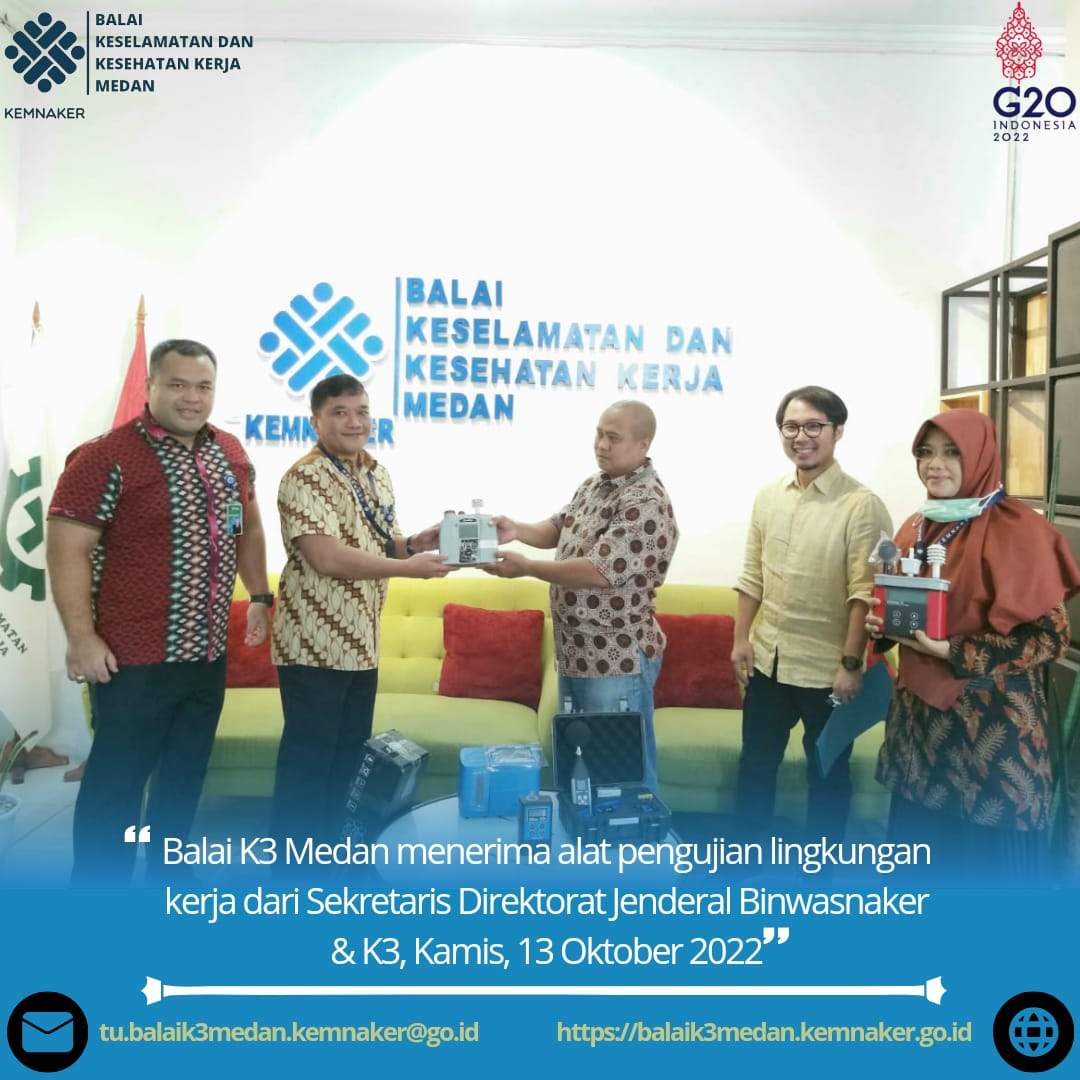 BALAI
KESELAMATAN DAN
KESEHATAN KERJA
MEDAN
KEMNAKER
G20
INDONESIA
2022
BALAI
KESELAMATAN DAN
KESEHATAN KERJA
MEDAN
KEMNAKER
“ Balai K3 Medan menerima alat pengujian lingkungan
kerja dari Sekretaris Direktorat Jenderal Binwasnaker
& K3, Kamis, 13 Oktober 2022”
tu.balaik3medan.kemnaker@go.id
https://balaik3medan.kemnaker.go.id